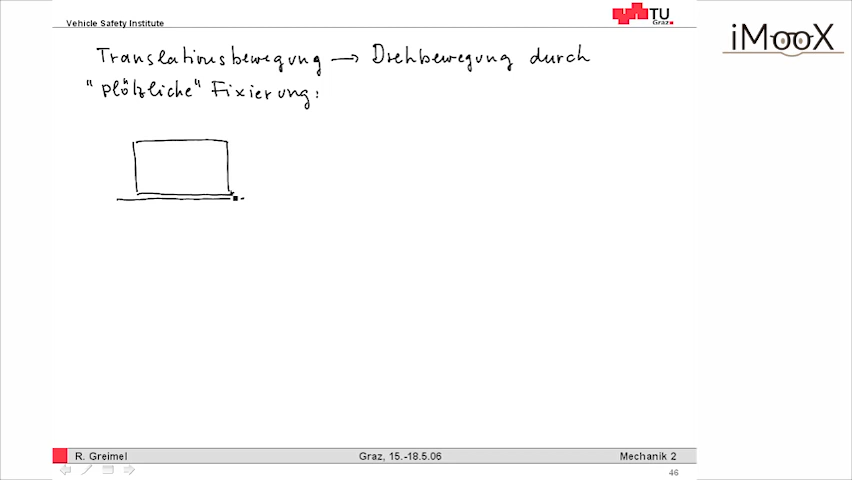 Vehicle Safety Institute
TU
Graz
iMooX
Translationsbewegung → Drehbewegung durch
"plötzliche" Fixierung:
R. Greimel
Graz, 15.-18.5.06
Mechanik 2
46